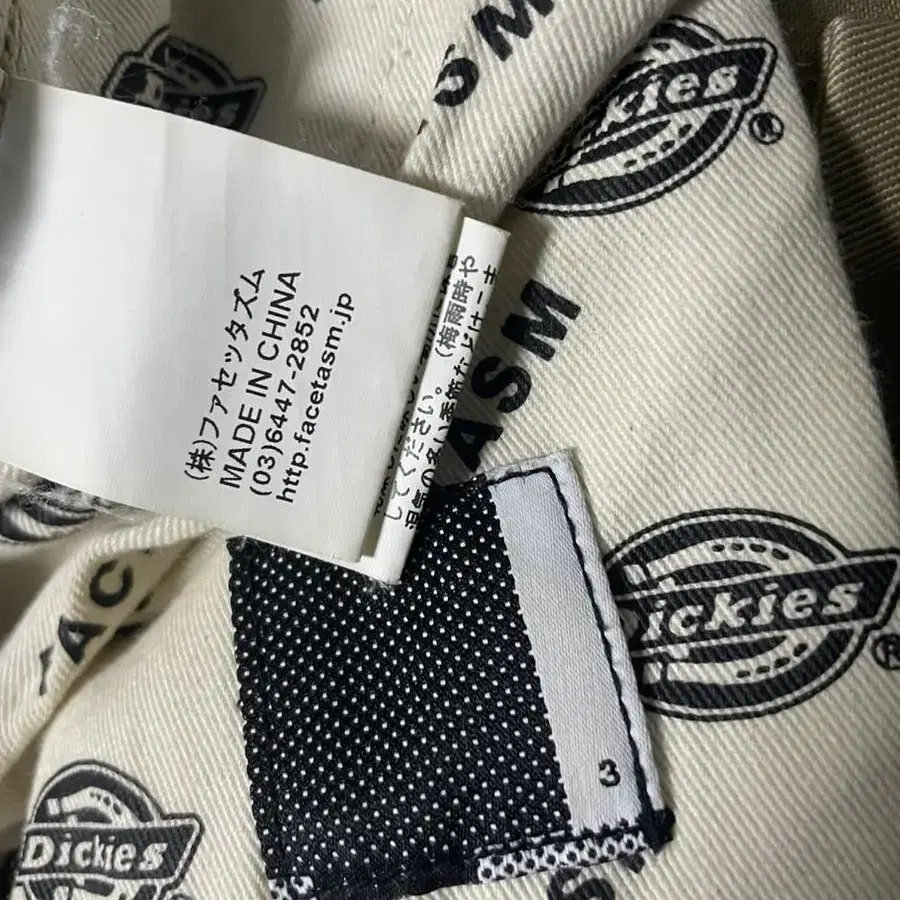 (株)ファセッタズム
MADE IN CHINA
(03)6447-2852
http.facetasm.jp
してください。(梅雨時や
Dickies
®
ASM
Dickies
®
FAC
Dickies
3